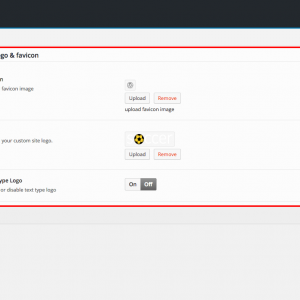 go & favicon
n
favicon image
Upload Remove
upload favicon image
your custom site logo.
Upload Remove
ype Logo
or disable text type logo
On Off